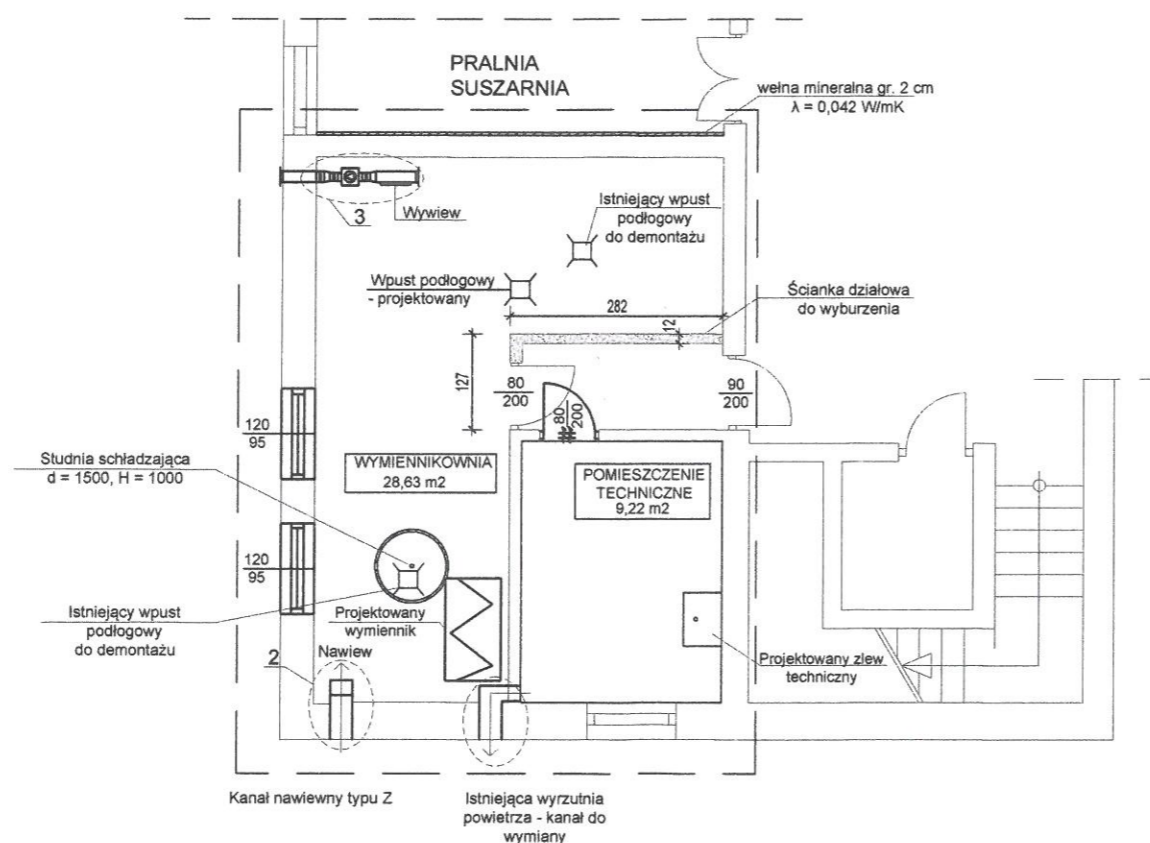 PRALNIA
SUSZARNIA
wełna mineralna gr. 2 cm
λ = 0,042 W/mK
3
Wywiew
Istniejący wpust
podłogowy
do demontażu
Wpust podłogowy
- projektowany
282
12
Ścianka działowa
do wyburzenia
127
80
200
80
200
90
200
120
95
Studnia schładzająca
d = 1500, H = 1000
WYMIENNIKOWNIA
28,63 m2
POMIESZCZENIE
TECHNICZNE
9,22 m2
120
95
Istniejący wpust
podłogowy
do demontażu
Projektowany
wymiennik
2
Nawiew
Projektowany zlew
techniczny
Kanał nawiewny typu Z
Istniejąca wyrzutnia
powietrza - kanał do
wymiany